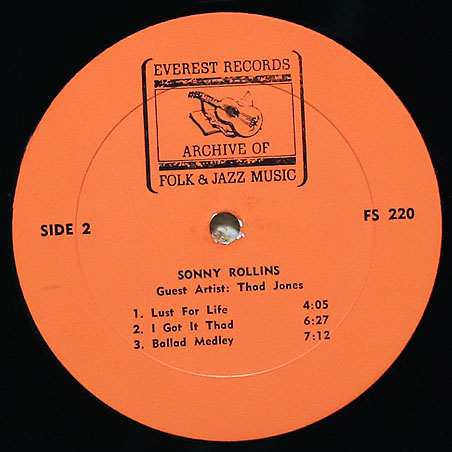 EVEREST RECORDS
ARCHIVE OF
FOLK & JAZZ MUSIC
SIDE 2
FS 220
SONNY ROLLINS
Guest Artist: Thad Jones
1. Lust For Life 4:05
2. I Got It Thad 6:27
3. Ballad Medley 7:12